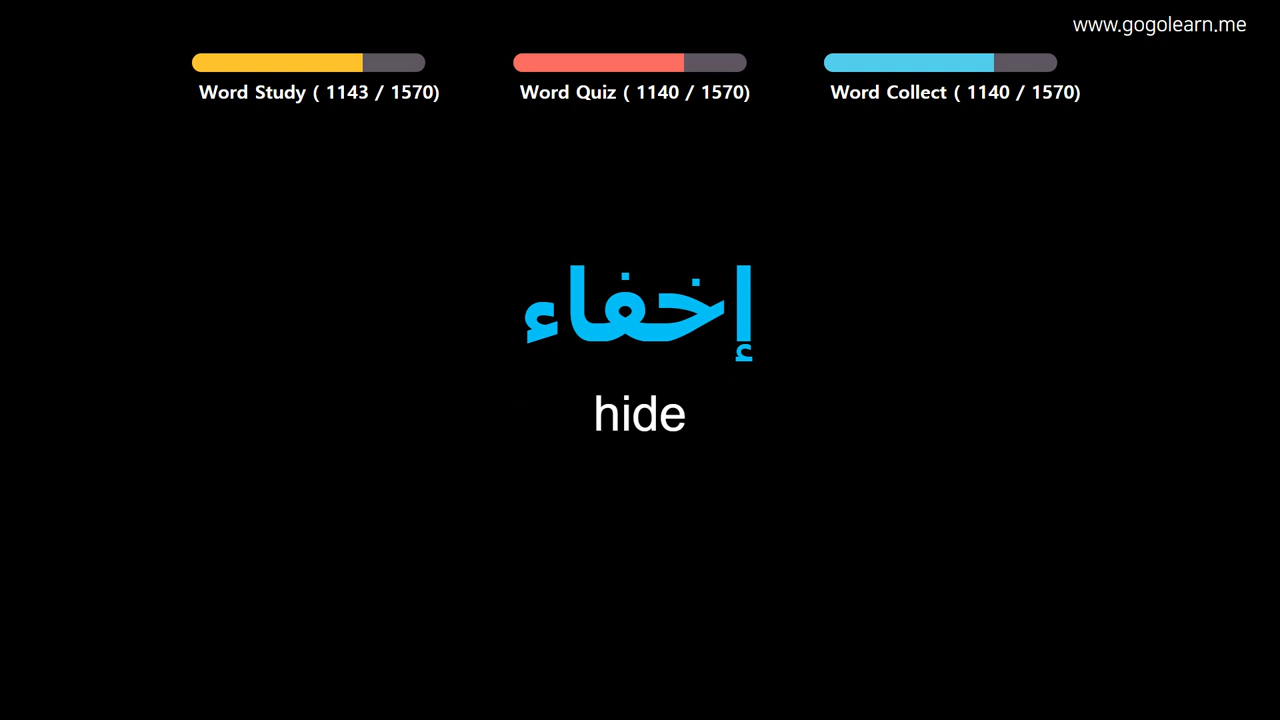 www.gogolearn.me
Word Study ( 1143 / 1570)
Word Quiz ( 1140 / 1570)
Word Collect ( 1140 / 1570)
إخفاء
hide